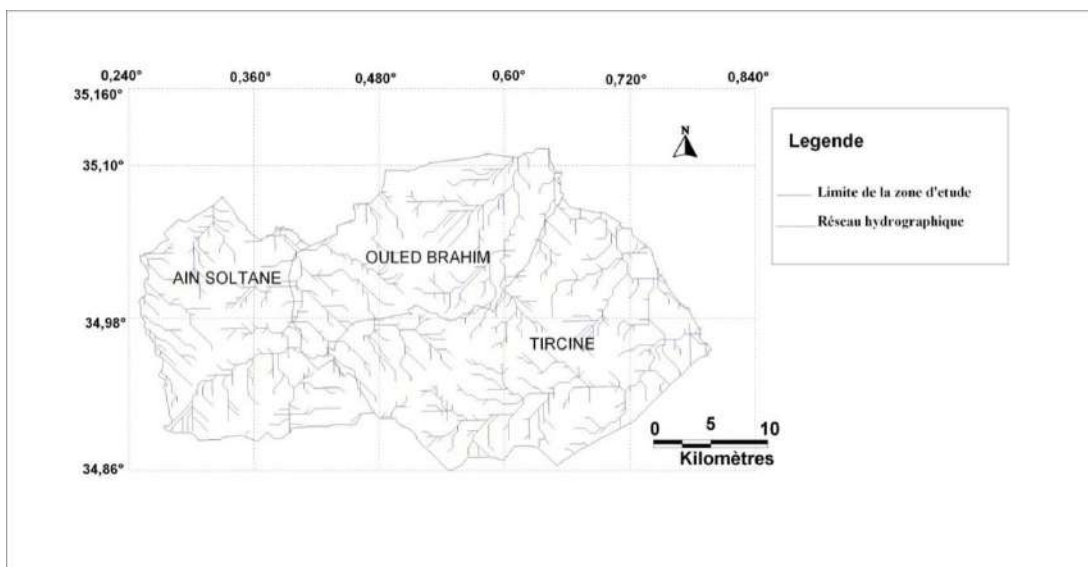 0,240° 0,360° 0,480° 0,60° 0,720° 0,840°
35,160°
35,10°
34,98°
34,86°
N
Legende
Limite de la zone d'etude
Réseau hydrographique
OULED BRAHIM
AIN SOLTANE
TIRCINE
0 5 10
Kilomètres